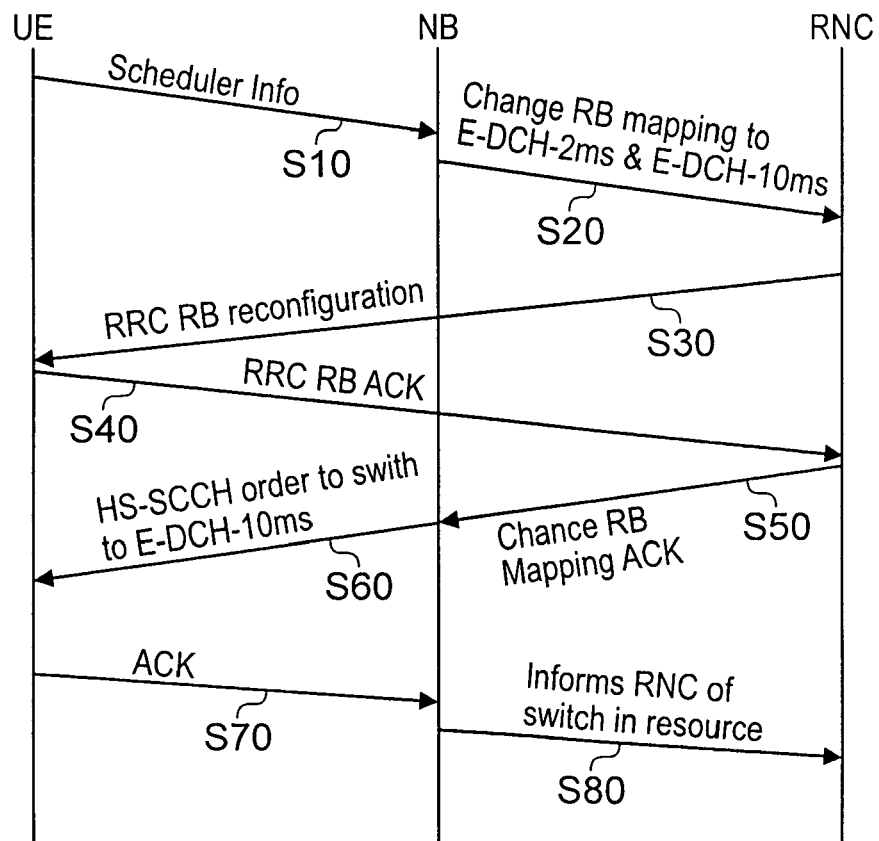 UE
NB
RNC
Scheduler Info
S10
Change RB mapping to
E-DCH-2ms & E-DCH-10ms
S20
RRC RB reconfiguration
S30
RRC RB ACK
S40
HS-SCCH order to swith
to E-DCH-10ms
S60
Chance RB
Mapping ACK
S50
ACK
S70
Informs RNC of
switch in resource
S80